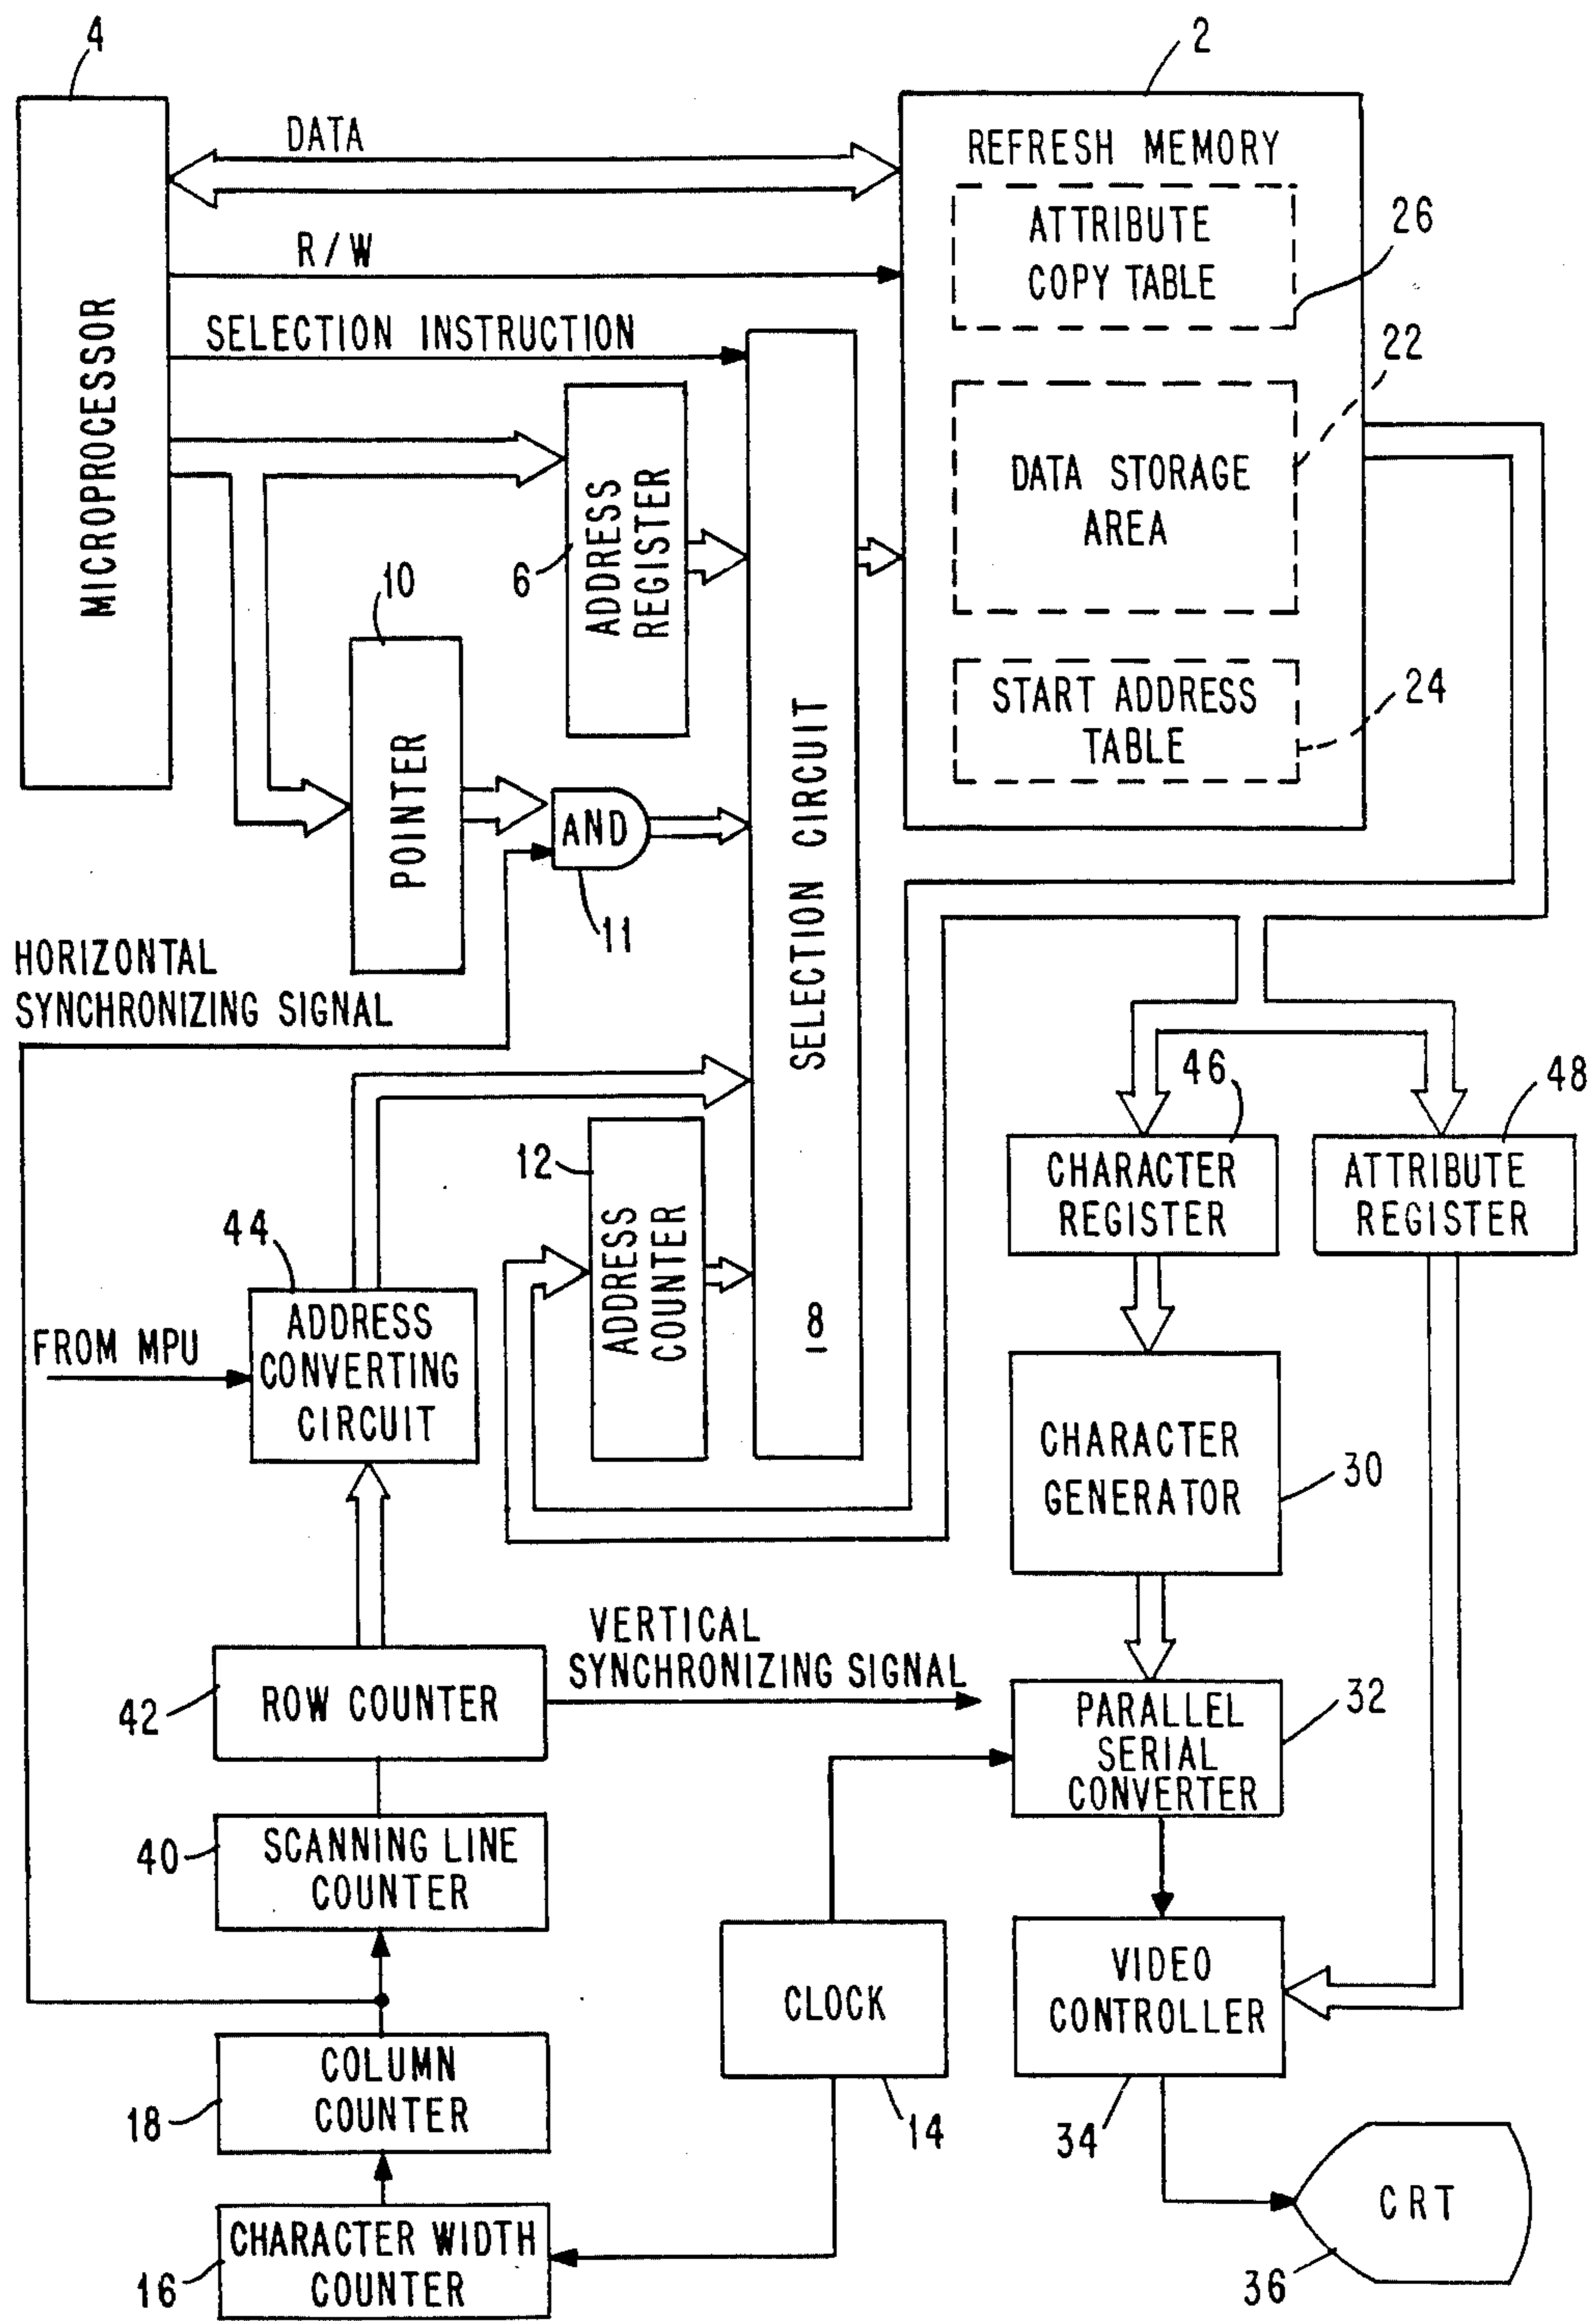 4
2
MICROPROCESSOR
DATA
R/W
SELECTION INSTRUCTION
REFRESH MEMORY
ATTRIBUTE
COPY TABLE
26
22
DATA STORAGE
AREA
START ADDRESS
TABLE
24
ADDRESS
REGISTER
6
10
POINTER
AND
11
SELECTION CIRCUIT
8
HORIZONTAL
SYNCHRONIZING SIGNAL
12
ADDRESS
COUNTER
46
48
CHARACTER
REGISTER
ATTRIBUTE
REGISTER
44
FROM MPU
ADDRESS
CONVERTING
CIRCUIT
CHARACTER
GENERATOR
30
VERTICAL
SYNCHRONIZING SIGNAL
42
ROW COUNTER
PARALLEL
SERIAL
CONVERTER
32
40
SCANNING LINE
COUNTER
CLOCK
14
VIDEO
CONTROLLER
34
18
COLUMN
COUNTER
CRT
36
16
CHARACTER WIDTH
COUNTER